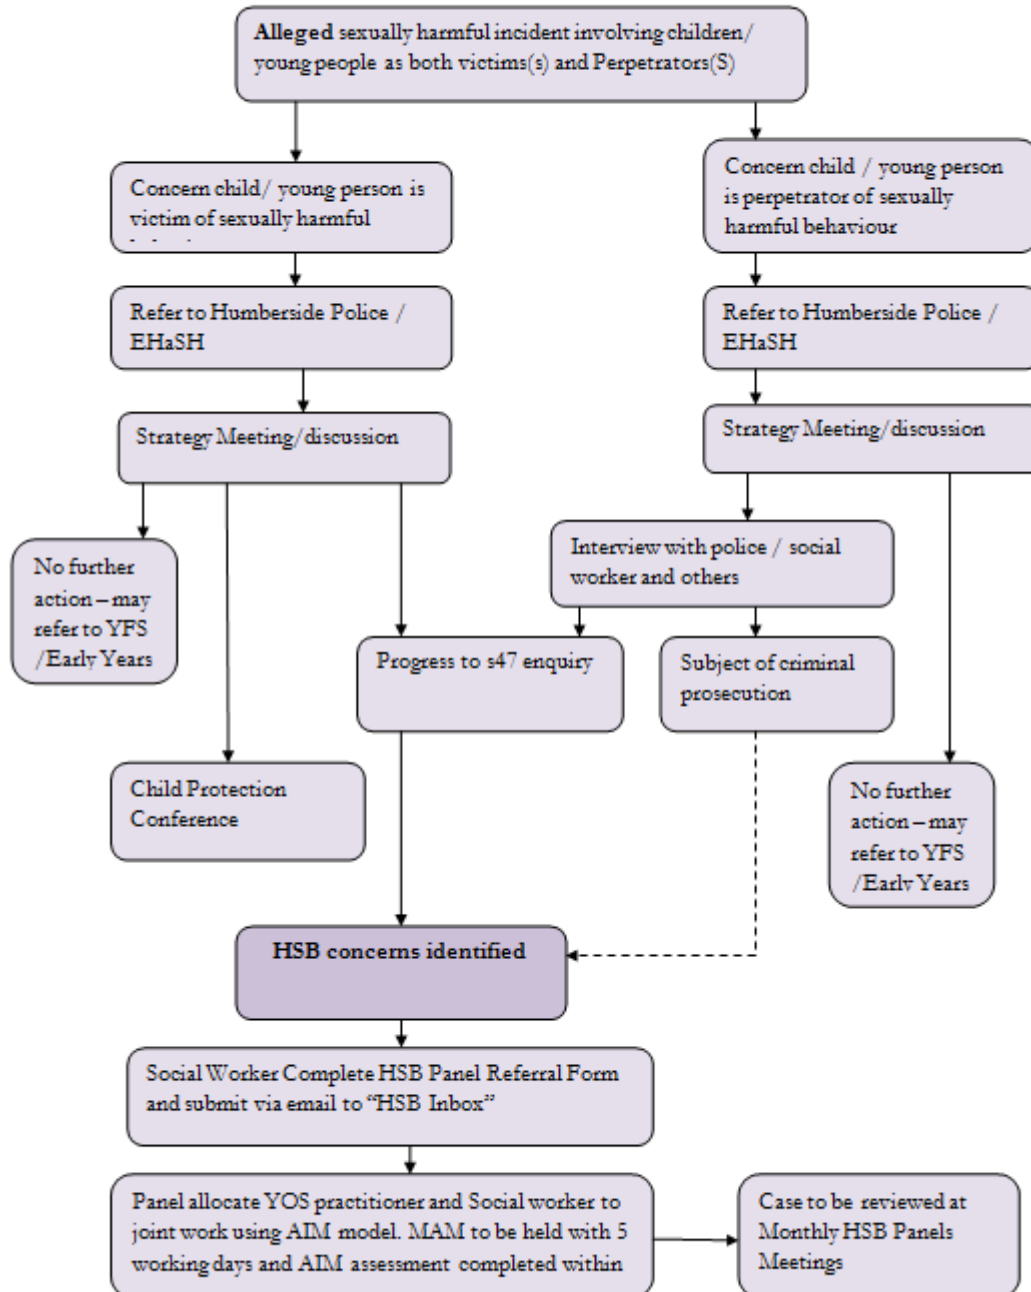 Alleged sexually harmful incident involving children/
young people as both victims(s) and Perpetrators(S)
Concern child/ young person is
victim of sexually harmful
Concern child / young person
is perpetrator of sexually
harmful behaviour
Refer to Humberside Police /
EHaSH
Refer to Humberside Police /
EHaSH
Strategy Meeting/discussion
Strategy Meeting/discussion
No further
action – may
refer to YFS
/Early Years
Interview with police / social
worker and others
Progress to s47 enquiry
Subject of criminal
prosecution
Child Protection
Conference
No further
action – may
refer to YFS
/Early Years
HSB concerns identified
Social Worker Complete HSB Panel Referral Form
and submit via email to “HSB Inbox”
Panel allocate YOS practitioner and Social worker to
joint work using AIM model. MAM to be held with 5
working days and AIM assessment completed within
Case to be reviewed at
Monthly HSB Panels
Meetings